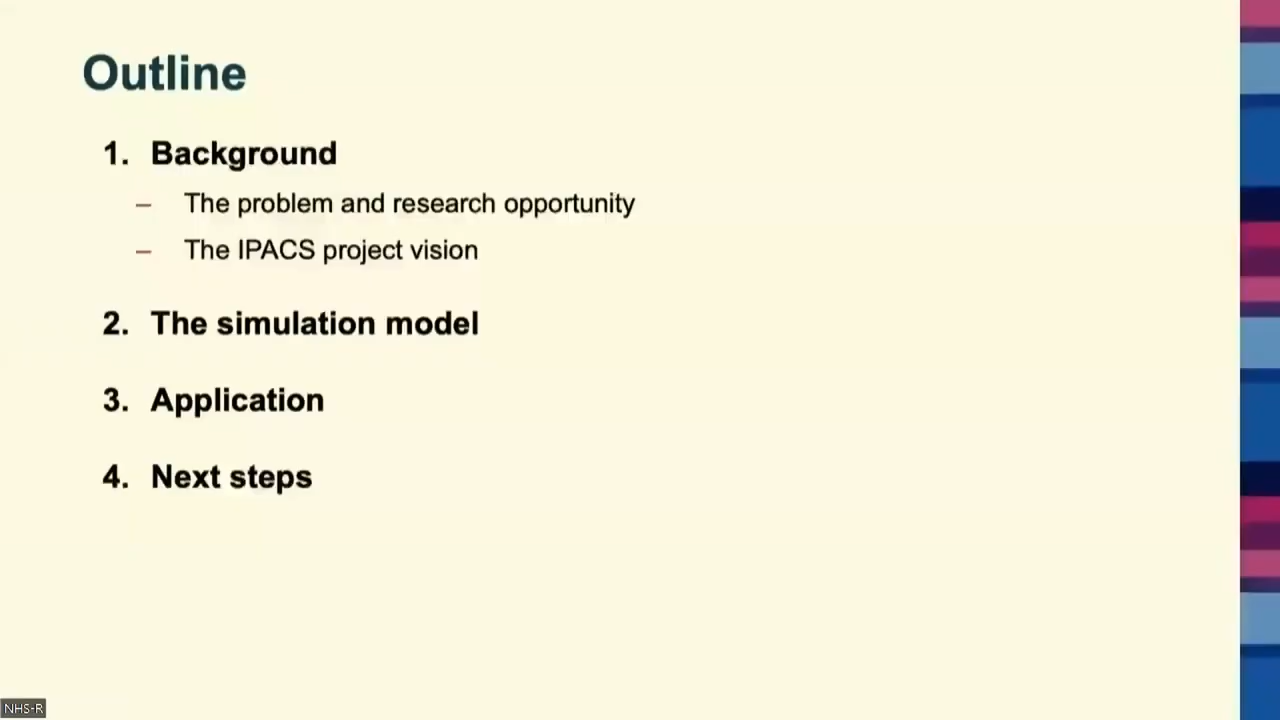 Outline
1. Background
– The problem and research opportunity
– The IPACS project vision
2. The simulation model
3. Application
4. Next steps
NHS-R